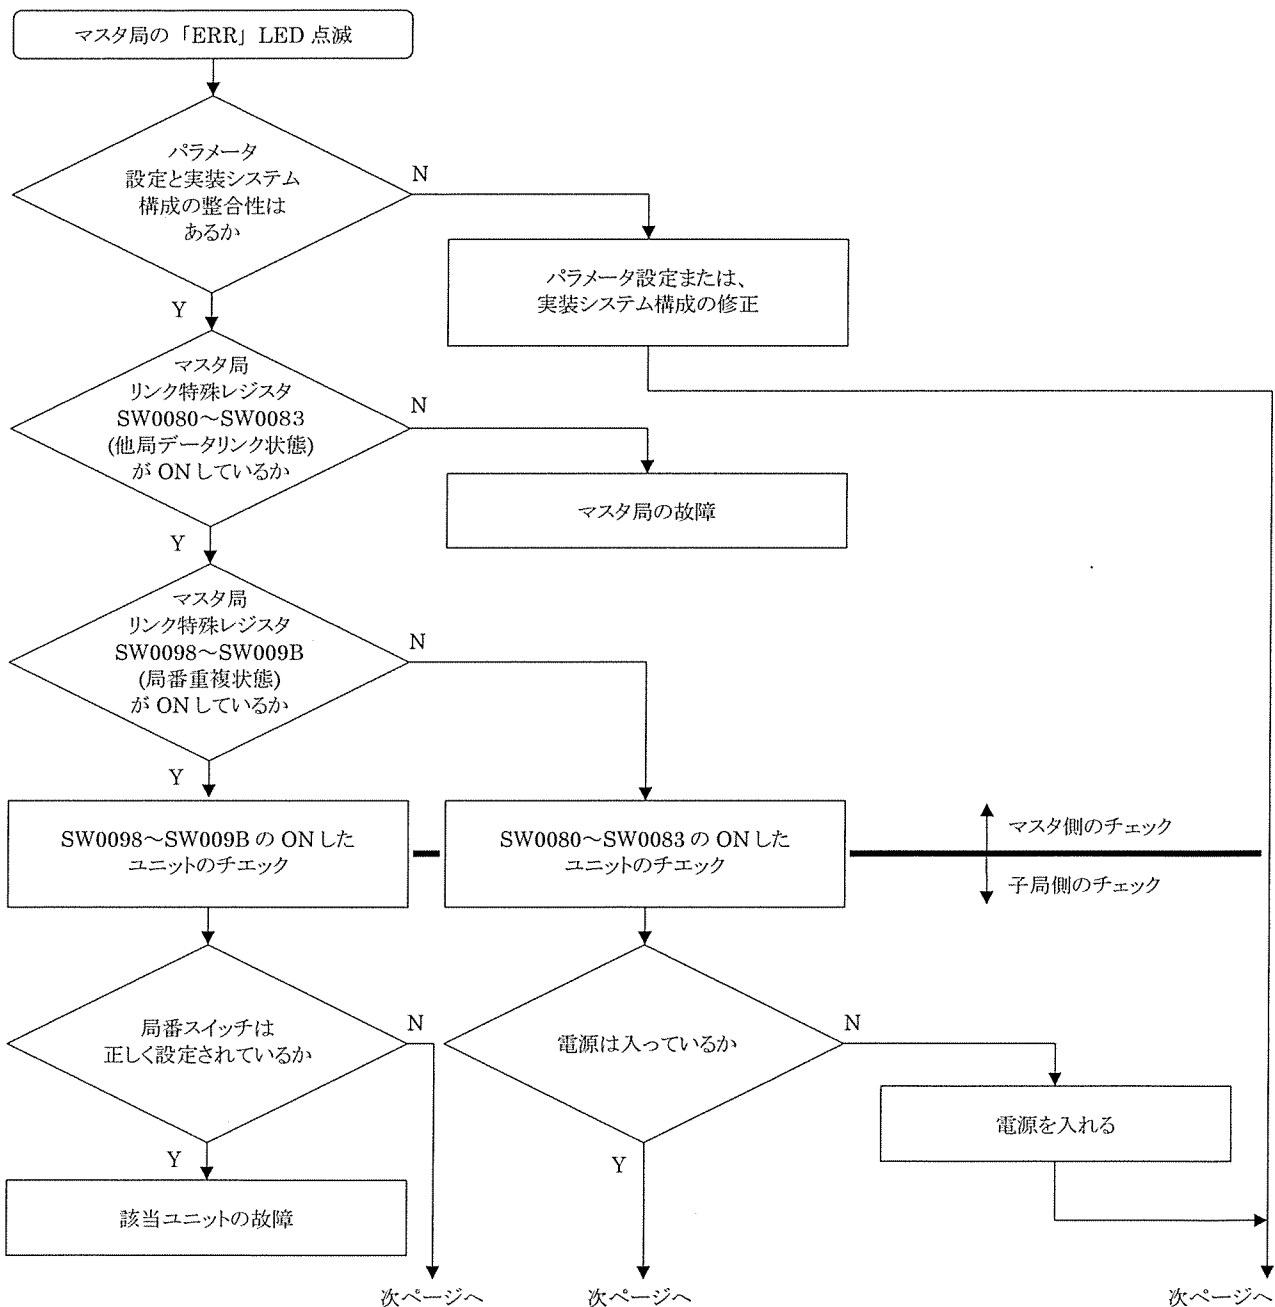 マスタ局の「ERR」LED 点滅
パラメータ
設定と実装システム
構成の整合性は
あるか
N
パラメータ設定または、
実装システム構成の修正
Y
マスタ局
リンク特殊レジスタ
SW0080～SW0083
(他局データリンク状態)
が ON しているか
N
マスタ局の故障
Y
マスタ局
リンク特殊レジスタ
SW0098～SW009B
(局番重複状態)
が ON しているか
N
Y
SW0098～SW009B の ON した
ユニットのチエック
SW0080～SW0083 の ON した
ユニットのチエック
マスタ側のチェック
子局側のチェック
局番スイッチは
正しく設定されているか
N
電源は入っているか
N
電源を入れる
Y
該当ユニットの故障
Y
次ページへ
次ページへ
次ページへ